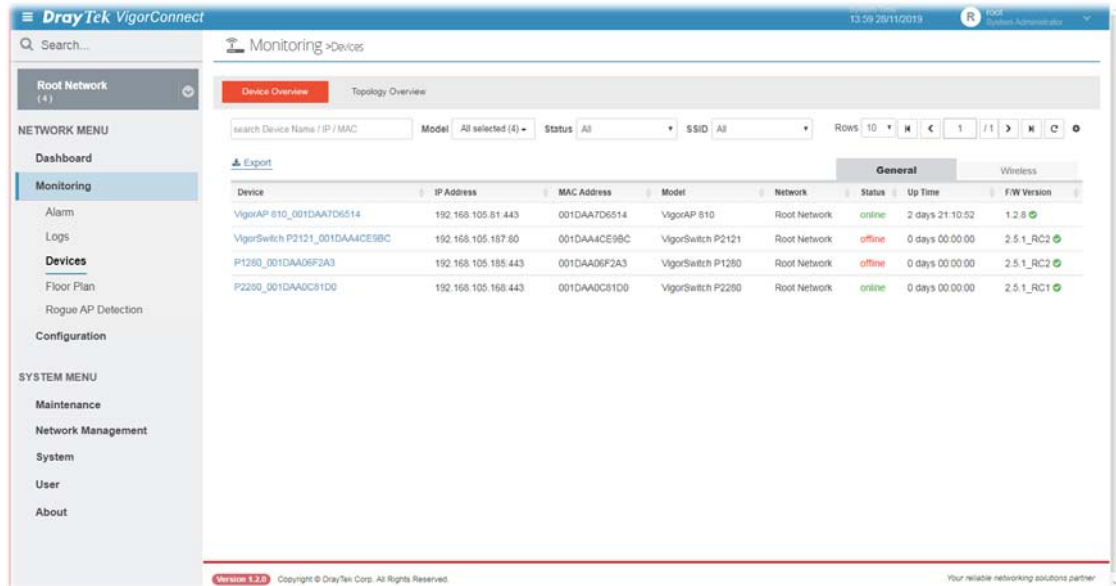 DrayTek VigorConnect
13:59 28/11/2019
R
root
System Administrator
Search...
Monitoring >Devices
Root Network
(4)
Device Overview
Topology Overview
NETWORK MENU
search Device Name / IP / MAC
Model All selected (4)
Status All
SSID All
Rows 10
1 / 1
Dashboard
Export
General
Wireless
Monitoring
Device IP Address MAC Address Model Network Status Up Time F/W Version
Alarm
VigorAP 810_001DAA7D6514 192.168.105.81:443 001DAA7D6514 VigorAP 810 Root Network online 2 days 21:10:52 1.2.8
Logs
VigorSwitch P2121_001DAA4CE9BC 192.168.105.187:80 001DAA4CE9BC VigorSwitch P2121 Root Network offline 0 days 00:00:00 2.5.1_RC2
Devices
P1280_001DAA06F2A3 192.168.105.185:443 001DAA06F2A3 VigorSwitch P1280 Root Network offline 0 days 00:00:00 2.5.1_RC2
Floor Plan
P2280_001DAA0C81D0 192.168.105.168:443 001DAA0C81D0 VigorSwitch P2280 Root Network online 0 days 00:00:00 2.5.1_RC1
Rogue AP Detection
Configuration
SYSTEM MENU
Maintenance
Network Management
System
User
About
Version 1.2.0 Copyright © DrayTek Corp. All Rights Reserved.
Your reliable networking solutions partner